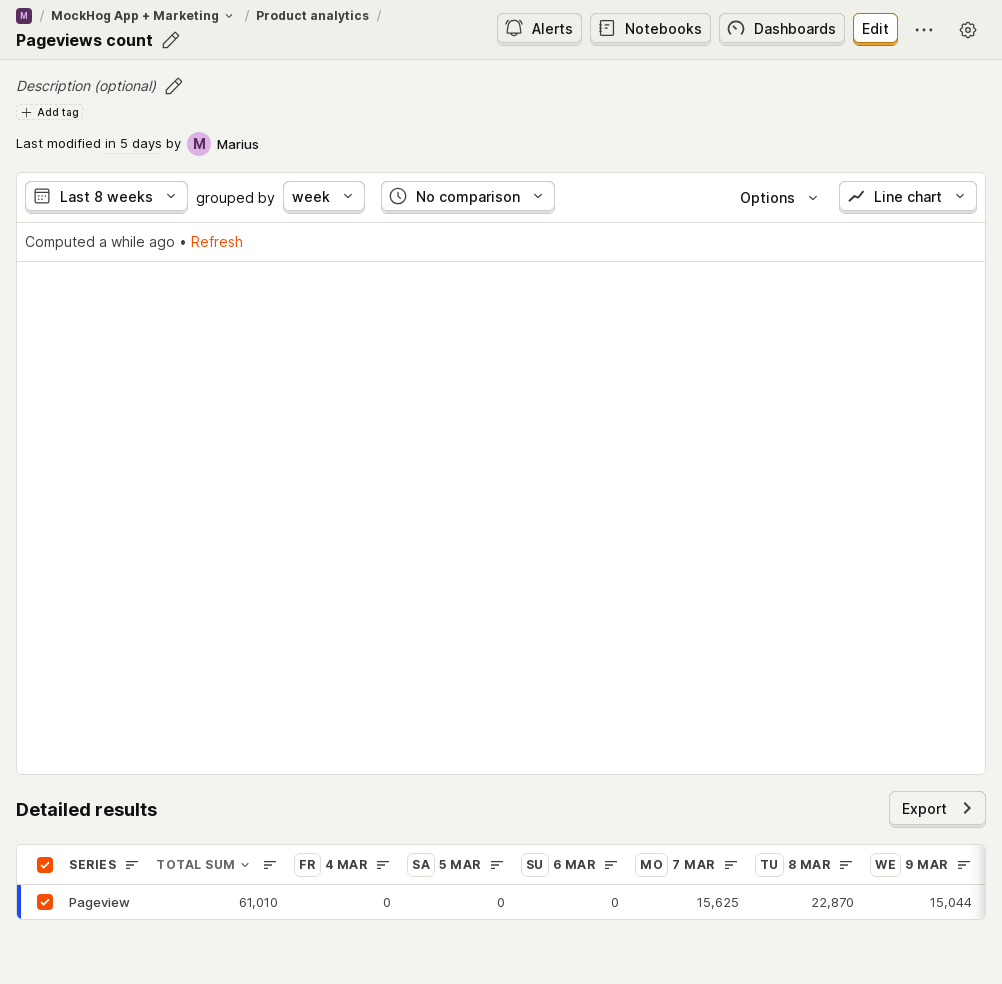 M / MockHog App + Marketing / Product analytics /
Pageviews count
Alerts Notebooks Dashboards Edit
Description (optional)
Add tag
Last modified in 5 days by M Marius
Last 8 weeks grouped by week No comparison Options Line chart
Computed a while ago • Refresh
Detailed results
Export
SERIES TOTAL SUM FR 4 MAR SA 5 MAR SU 6 MAR MO 7 MAR TU 8 MAR WE 9 MAR
Pageview 61,010 0 0 0 15,625 22,870 15,044